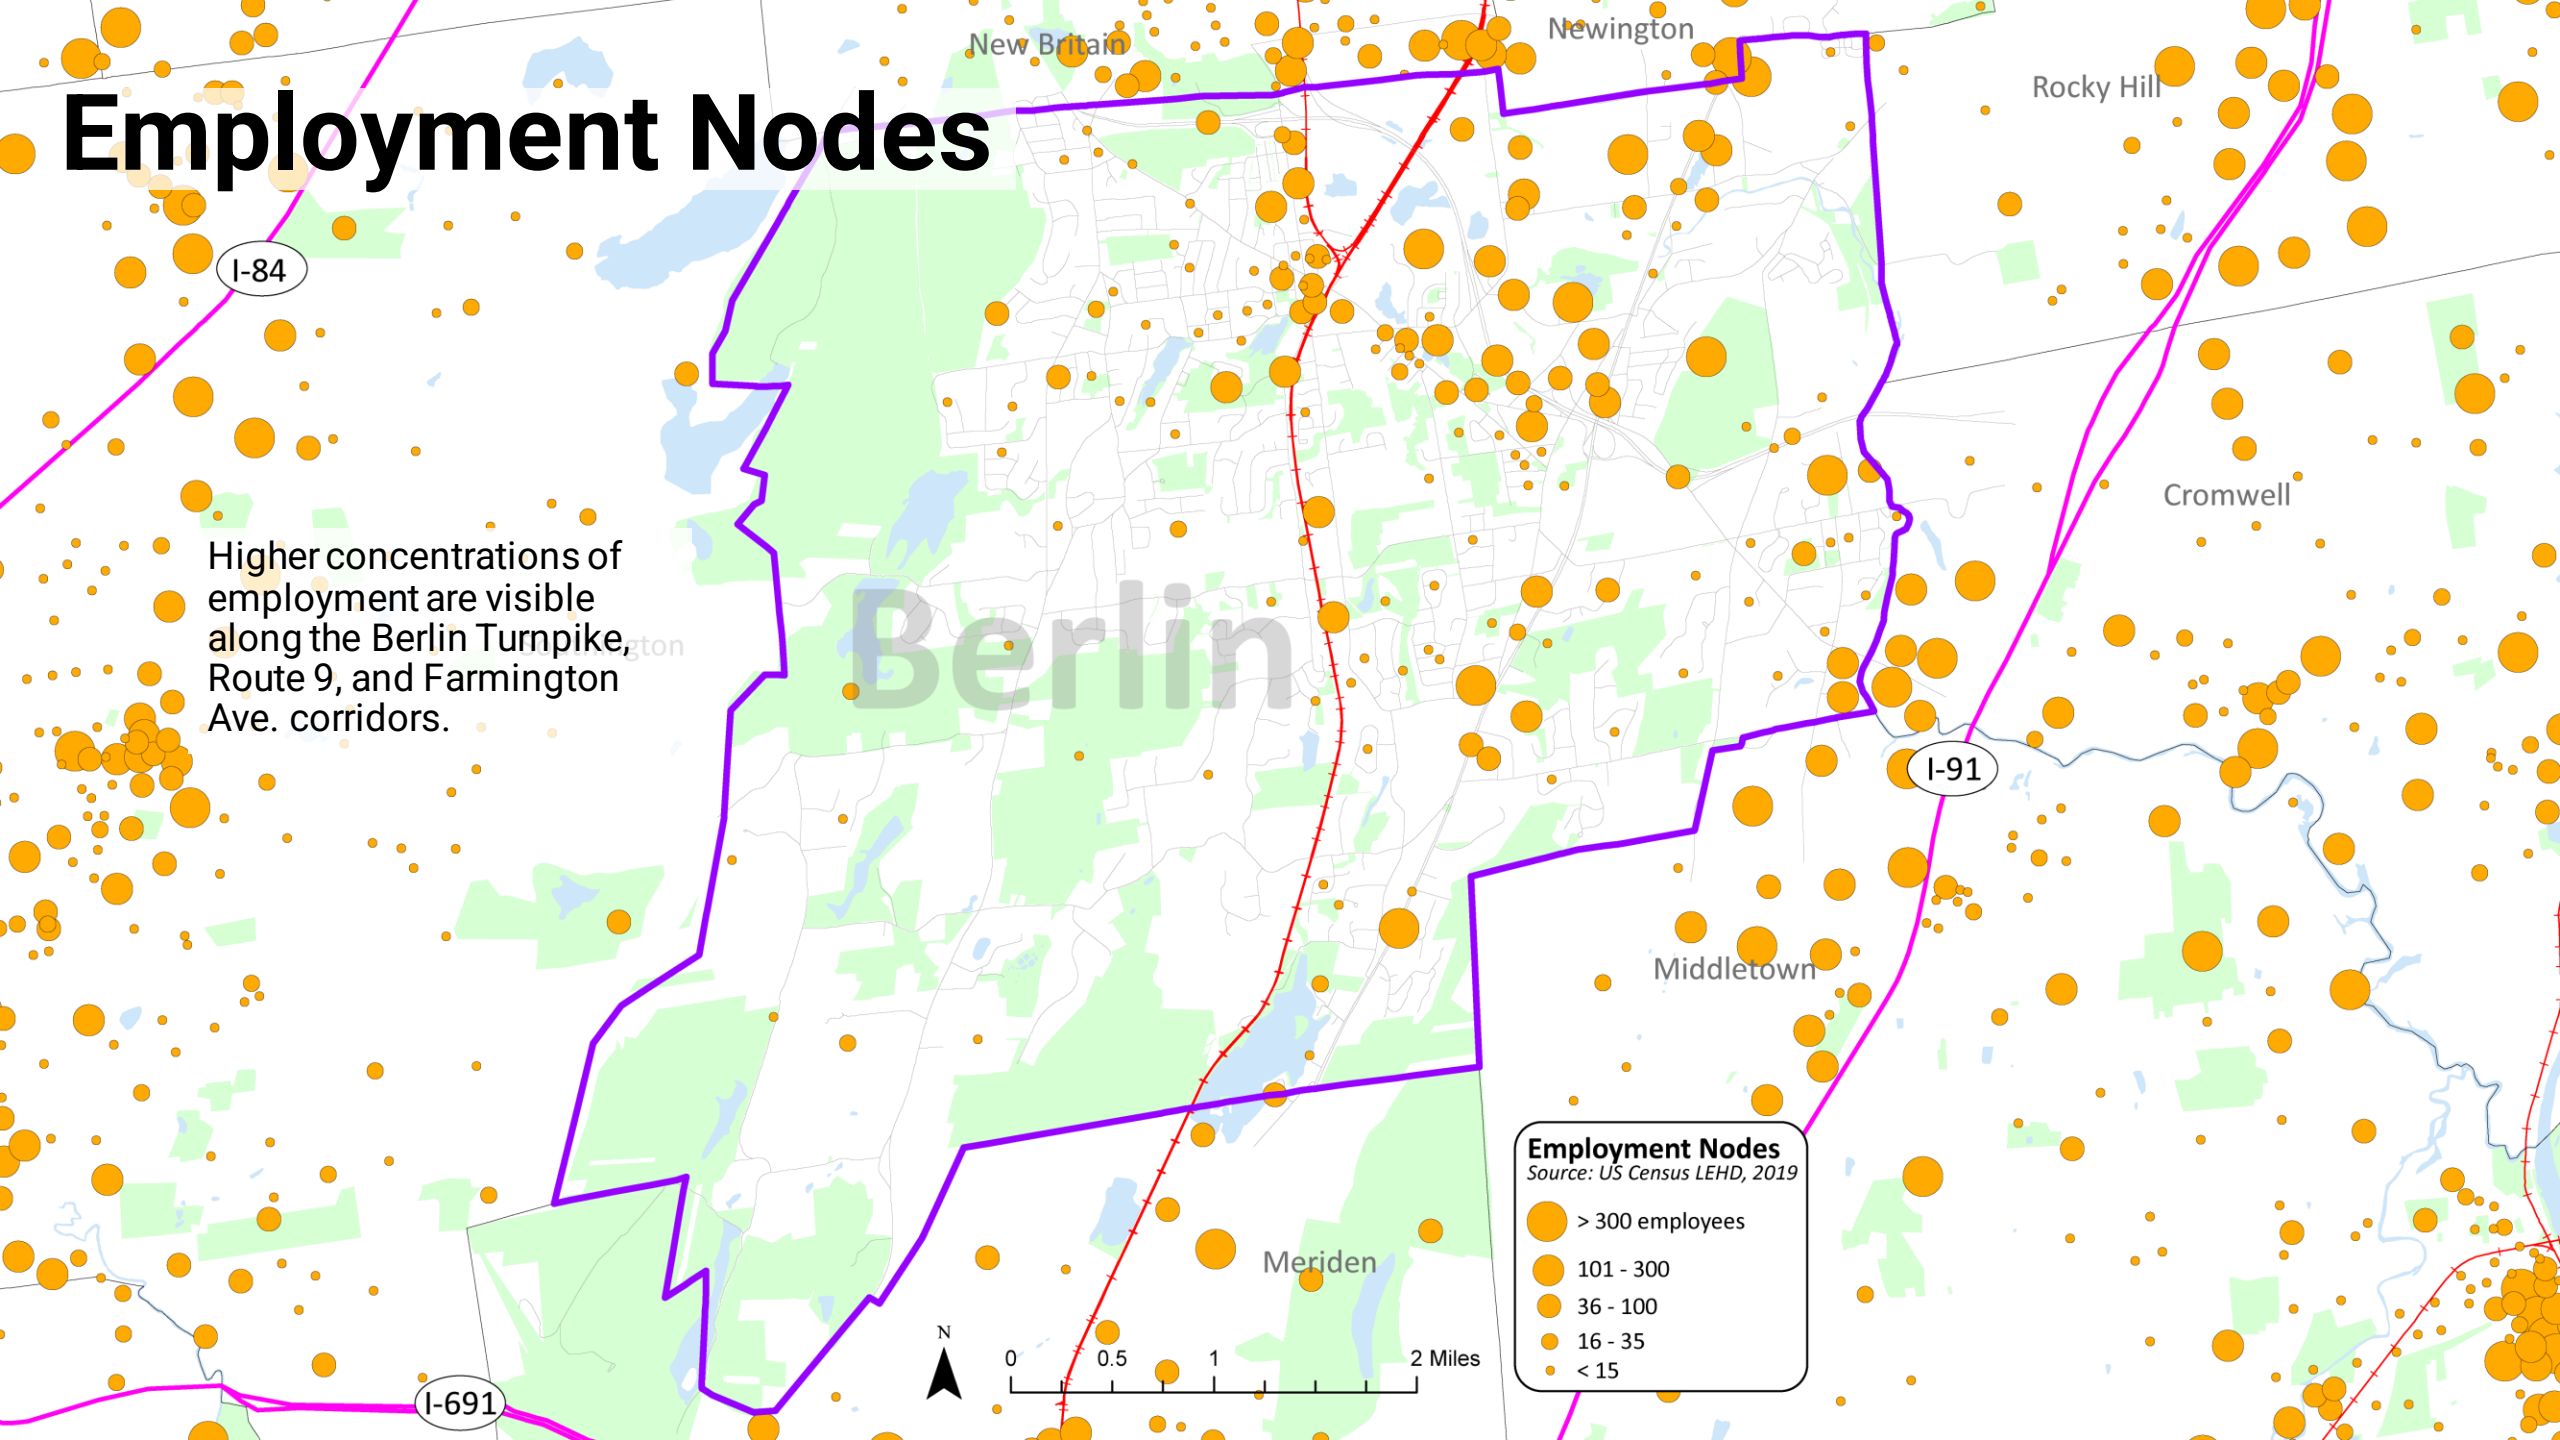 New Britain
Newington
Rocky Hill
Employment Nodes
I-84
Cromwell
Higher concentrations of
employment are visible
along the Berlin Turnpike,
Route 9, and Farmington
Ave. corridors.
Southington
Berlin
I-91
Middletown
Meriden
Employment Nodes
Source: US Census LEHD, 2019
> 300 employees
101 - 300
36 - 100
16 - 35
< 15
N
0 0.5 1 2 Miles
I-691